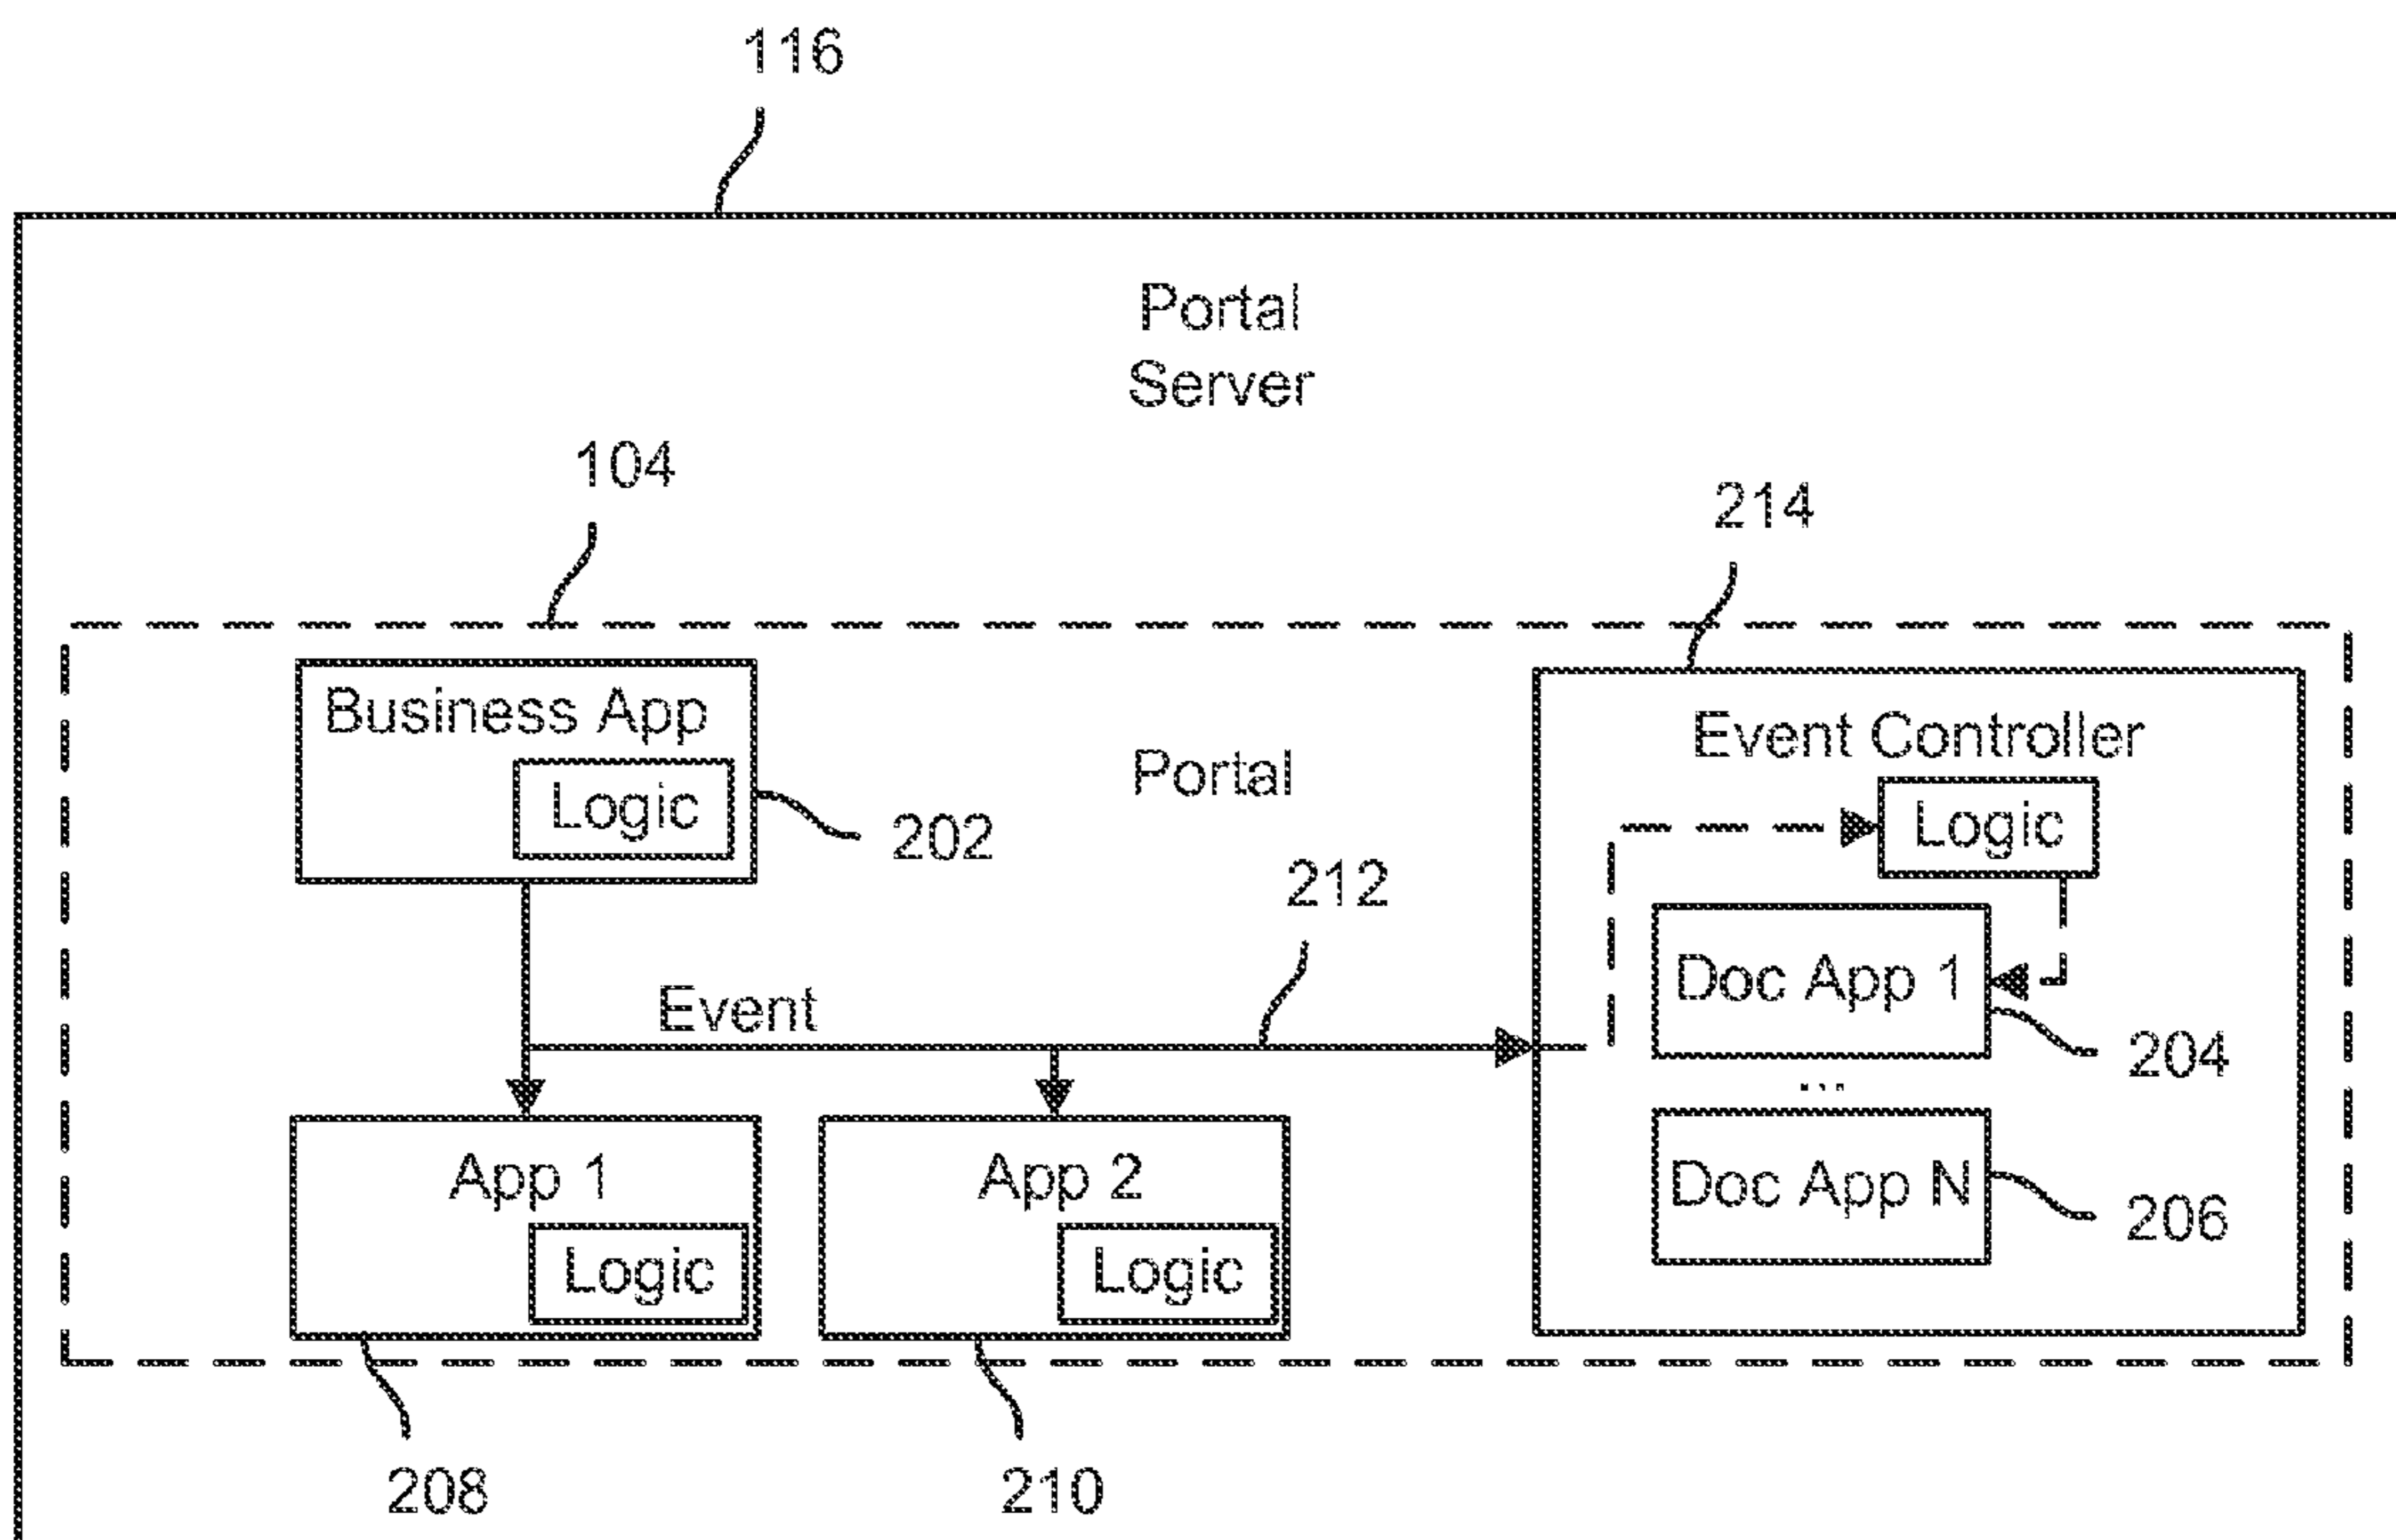 116
Portal
Server
104
214
Business App
Logic
202
Portal
Event Controller
Logic
212
Event
Doc App 1
204
...
Doc App N
206
App 1
Logic
App 2
Logic
208
210